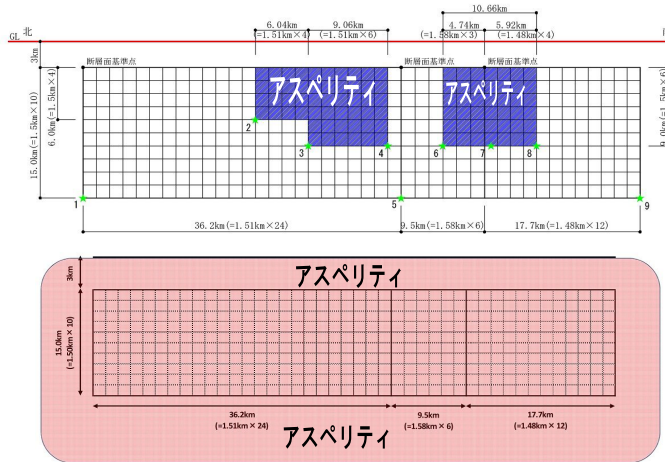 10.66km
6.04km
(=1.51km×4)
9.06km
(=1.51km×6)
4.74km
(=1.58km×3)
5.92km
(=1.48km×4)
GL 北
3km
断層面基準点
断層面基準点
断層面基準点
アスペリティ
アスペリティ
15.0km(=1.5km×10)
6.0km(=1.5km×4)
9.0km(=1.5km×6)
2
3
4
6
7
8
1
5
9
36.2km(=1.51km×24)
9.5km(=1.58km×6)
17.7km(=1.48km×12)
アスペリティ
3km
15.0km
(=1.50km×10)
36.2km
(=1.51km×24)
9.5km
(=1.58km×6)
17.7km
(=1.48km×12)
アスペリティ